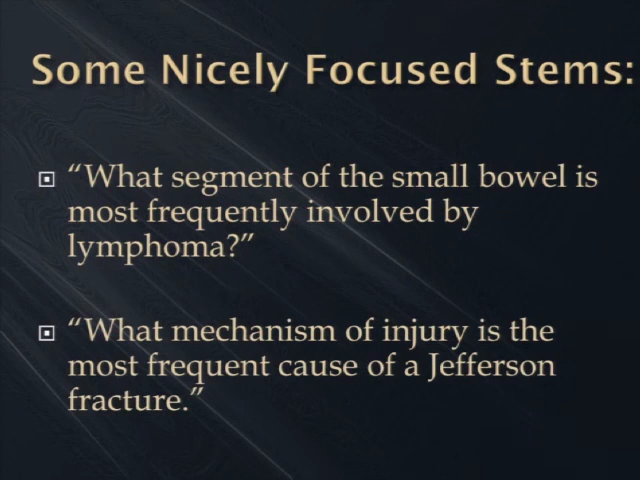 Some Nicely Focused Stems:
“What segment of the small bowel is
most frequently involved by
lymphoma?”
“What mechanism of injury is the
most frequent cause of a Jefferson
fracture.”